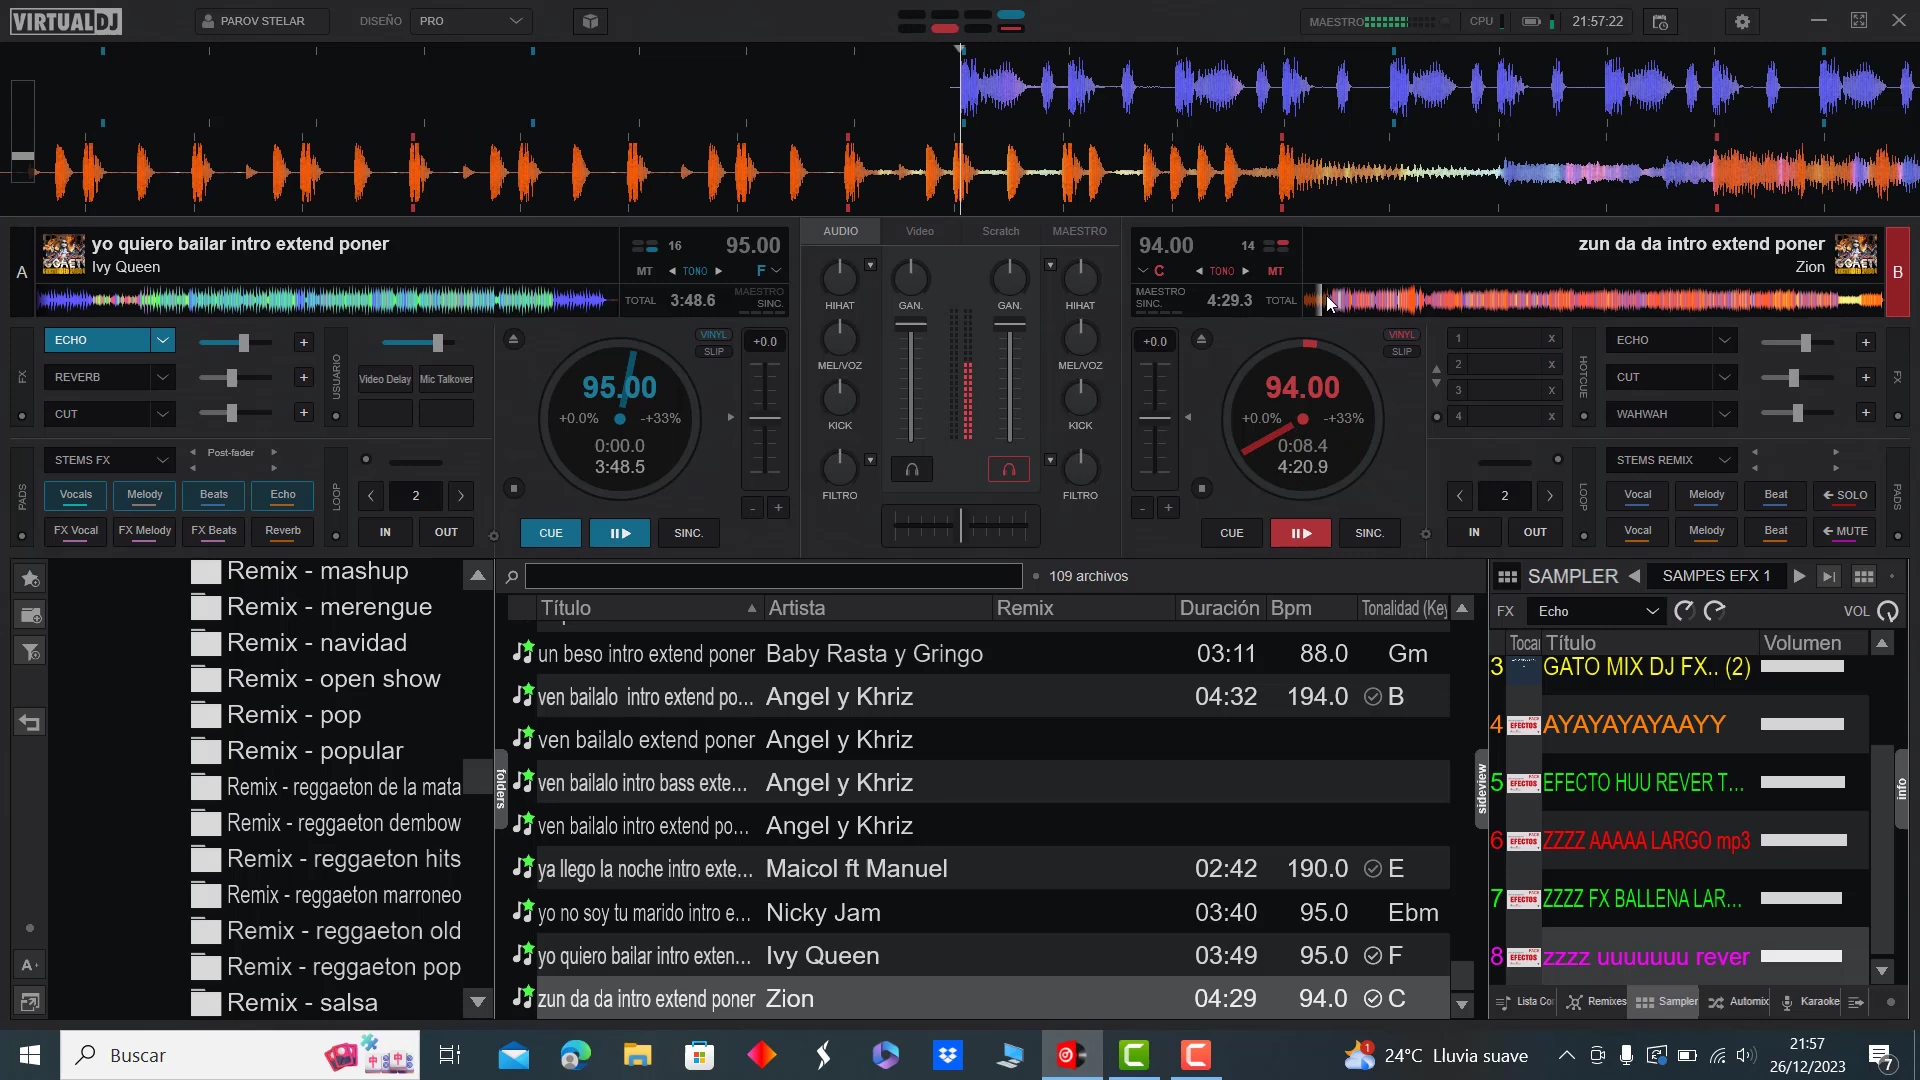 VIRTUALDJ
PAROV STELAR
DISEÑO
PRO
MAESTRO
CPU
21:57:22
A
yo quiero bailar intro extend poner
Ivy Queen
16
95.00
MT
TONO
F
TOTAL
3:48.6
MAESTRO
SINC.
AUDIO
Video
Scratch
MAESTRO
94.00
14
C
TONO
MT
MAESTRO
SINC.
4:29.3
TOTAL
zun da da intro extend poner
Zion
B
FX
ECHO
REVERB
CUT
USUARIO
Video Delay
Mic Talkover
VINYL
SLIP
+0.0
95.00
+0.0%
-+33%
0:00.0
3:48.5
HIHAT
GAN.
GAN.
HIHAT
MEL/VOZ
MEL/VOZ
KICK
KICK
FILTRO
FILTRO
+0.0
VINYL
SLIP
94.00
+0.0%
-+33%
0:08.4
4:20.9
1 x
2 x
3 x
4 x
HOTCUE
ECHO
CUT
WAHWAH
FX
PADS
STEMS FX
Post-fader
Vocals
Melody
Beats
Echo
FX Vocal
FX Melody
FX Beats
Reverb
LOOP
2
IN
OUT
CUE
SINC.
- +
- +
CUE
SINC.
2
IN
OUT
LOOP
STEMS REMIX
Vocal
Melody
Beat
SOLO
Vocal
Melody
Beat
MUTE
PADS
Remix - mashup
Remix - merengue
Remix - navidad
Remix - open show
Remix - pop
Remix - popular
Remix - reggaeton de la mata
Remix - reggaeton dembow
Remix - reggaeton hits
Remix - reggaeton marroneo
Remix - reggaeton old
Remix - reggaeton pop
Remix - salsa
folders
109 archivos
Título Artista Remix Duración Bpm Tonalidad (Key
un beso intro extend poner Baby Rasta y Gringo 03:11 88.0 Gm
ven bailalo intro extend po... Angel y Khriz 04:32 194.0 B
ven bailalo extend poner Angel y Khriz
ven bailalo intro bass exte... Angel y Khriz
ven bailalo intro extend po... Angel y Khriz
ya llego la noche intro exte... Maicol ft Manuel 02:42 190.0 E
yo no soy tu marido intro e... Nicky Jam 03:40 95.0 Ebm
yo quiero bailar intro exten... Ivy Queen 03:49 95.0 F
zun da da intro extend poner Zion 04:29 94.0 C
sideview
SAMPLER
SAMPES EFX 1
FX
Echo
VOL
Tocar Título Volumen
3 GATO MIX DJ FX.. (2)
4 EFECTOS AYAYAYAYAAYY
5 EFECTOS EFECTO HUU REVER T...
6 EFECTOS ZZZZ AAAAA LARGO mp3
7 EFECTOS ZZZZ FX BALLENA LAR...
8 EFECTOS zzzz uuuuuuu rever
info
Lista Co
Remixes
Sampler
Automix
Karaoke
A
Buscar
1
24°C Lluvia suave
21:57
26/12/2023
7